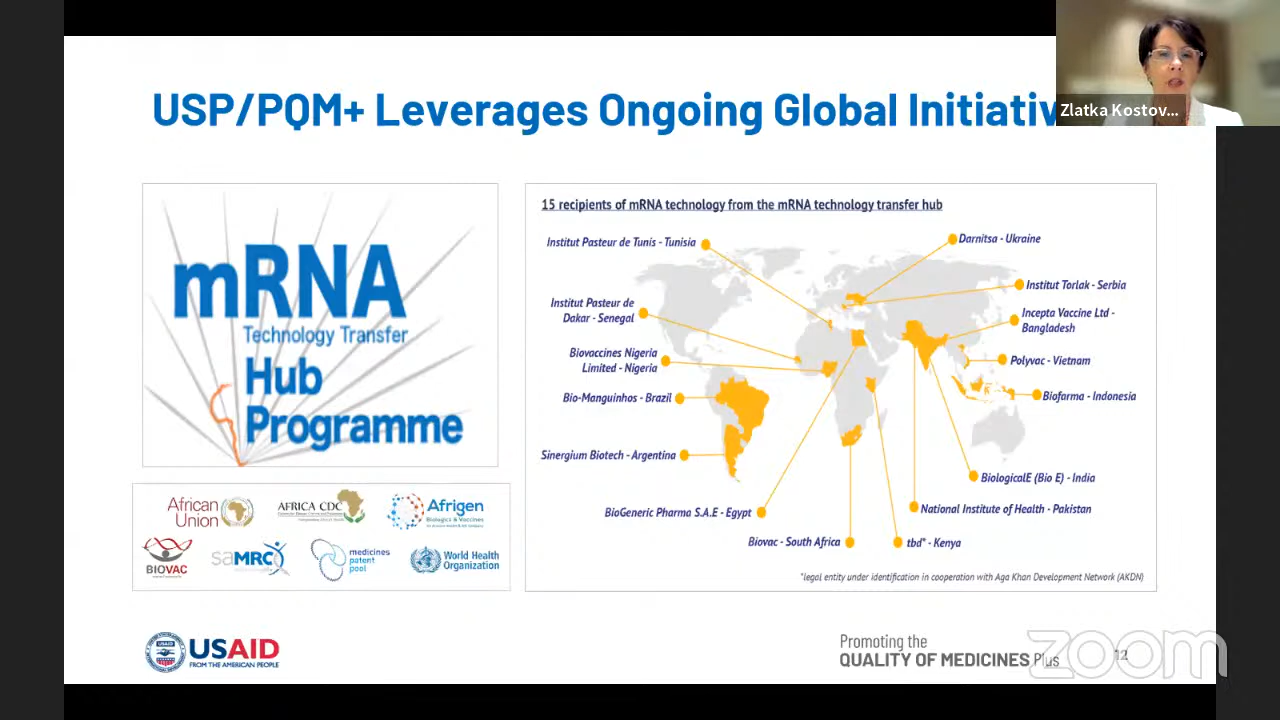 USP/PQM+ Leverages Ongoing Global Initiativ
Zlatka Kostov...
mRNA
Technology Transfer
Hub
Programme
African
Union
AFRICA CDC
Afrigen
Biologics & Vaccines
BIOVAC
saMRC
medicines
patent
pool
World Health
Organization
15 recipients of mRNA technology from the mRNA technology transfer hub
Institut Pasteur de Tunis - Tunisia
Darnitsa - Ukraine
Institut Torlak - Serbia
Institut Pasteur de
Dakar - Senegal
Incepta Vaccine Ltd -
Bangladesh
Biovaccines Nigeria
Limited - Nigeria
Polyvac - Vietnam
Bio-Manguinhos - Brazil
Biofarma - Indonesia
Sinergium Biotech - Argentina
BiologicalE (Bio E) - India
BioGeneric Pharma S.A.E - Egypt
National Institute of Health - Pakistan
Biovac - South Africa
tbd* - Kenya
*legal entity under identification in cooperation with Aga Khan Development Network (AKDN)
USAID
FROM THE AMERICAN PEOPLE
Promoting the
QUALITY OF MEDICINES Plus
12
zoom